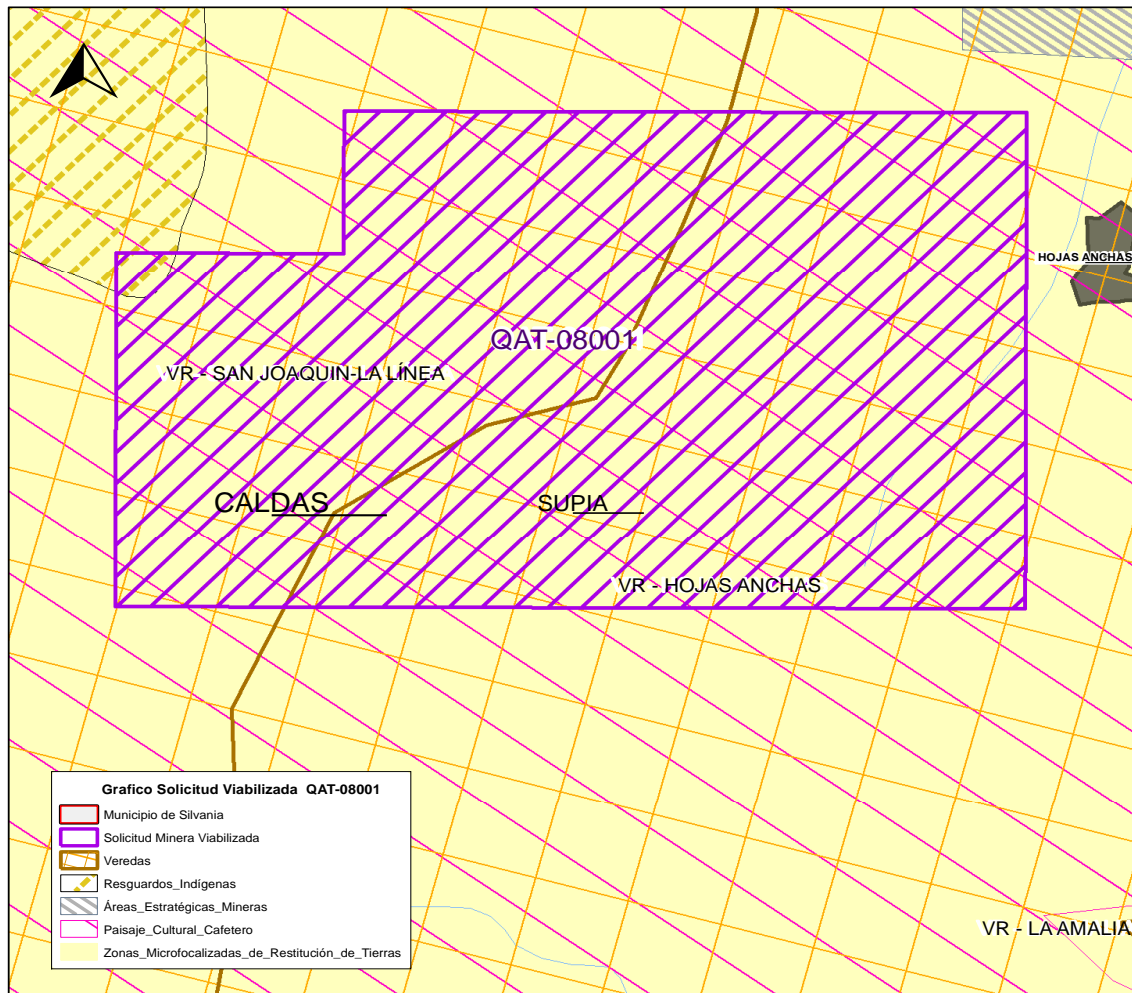 HOJAS ANCHAS
QAT-08001
VR - SAN JOAQUIN-LA LÍNEA
CALDAS
SUPIA
VR - HOJAS ANCHAS
Grafico Solicitud Viabilizada QAT-08001
Municipio de Silvania
Solicitud Minera Viabilizada
Veredas
Resguardos_Indígenas
Áreas_Estratégicas_Mineras
Paisaje_Cultural_Cafetero
Zonas_Microfocalizadas_de_Restitución_de_Tierras
VR - LA AMALIA